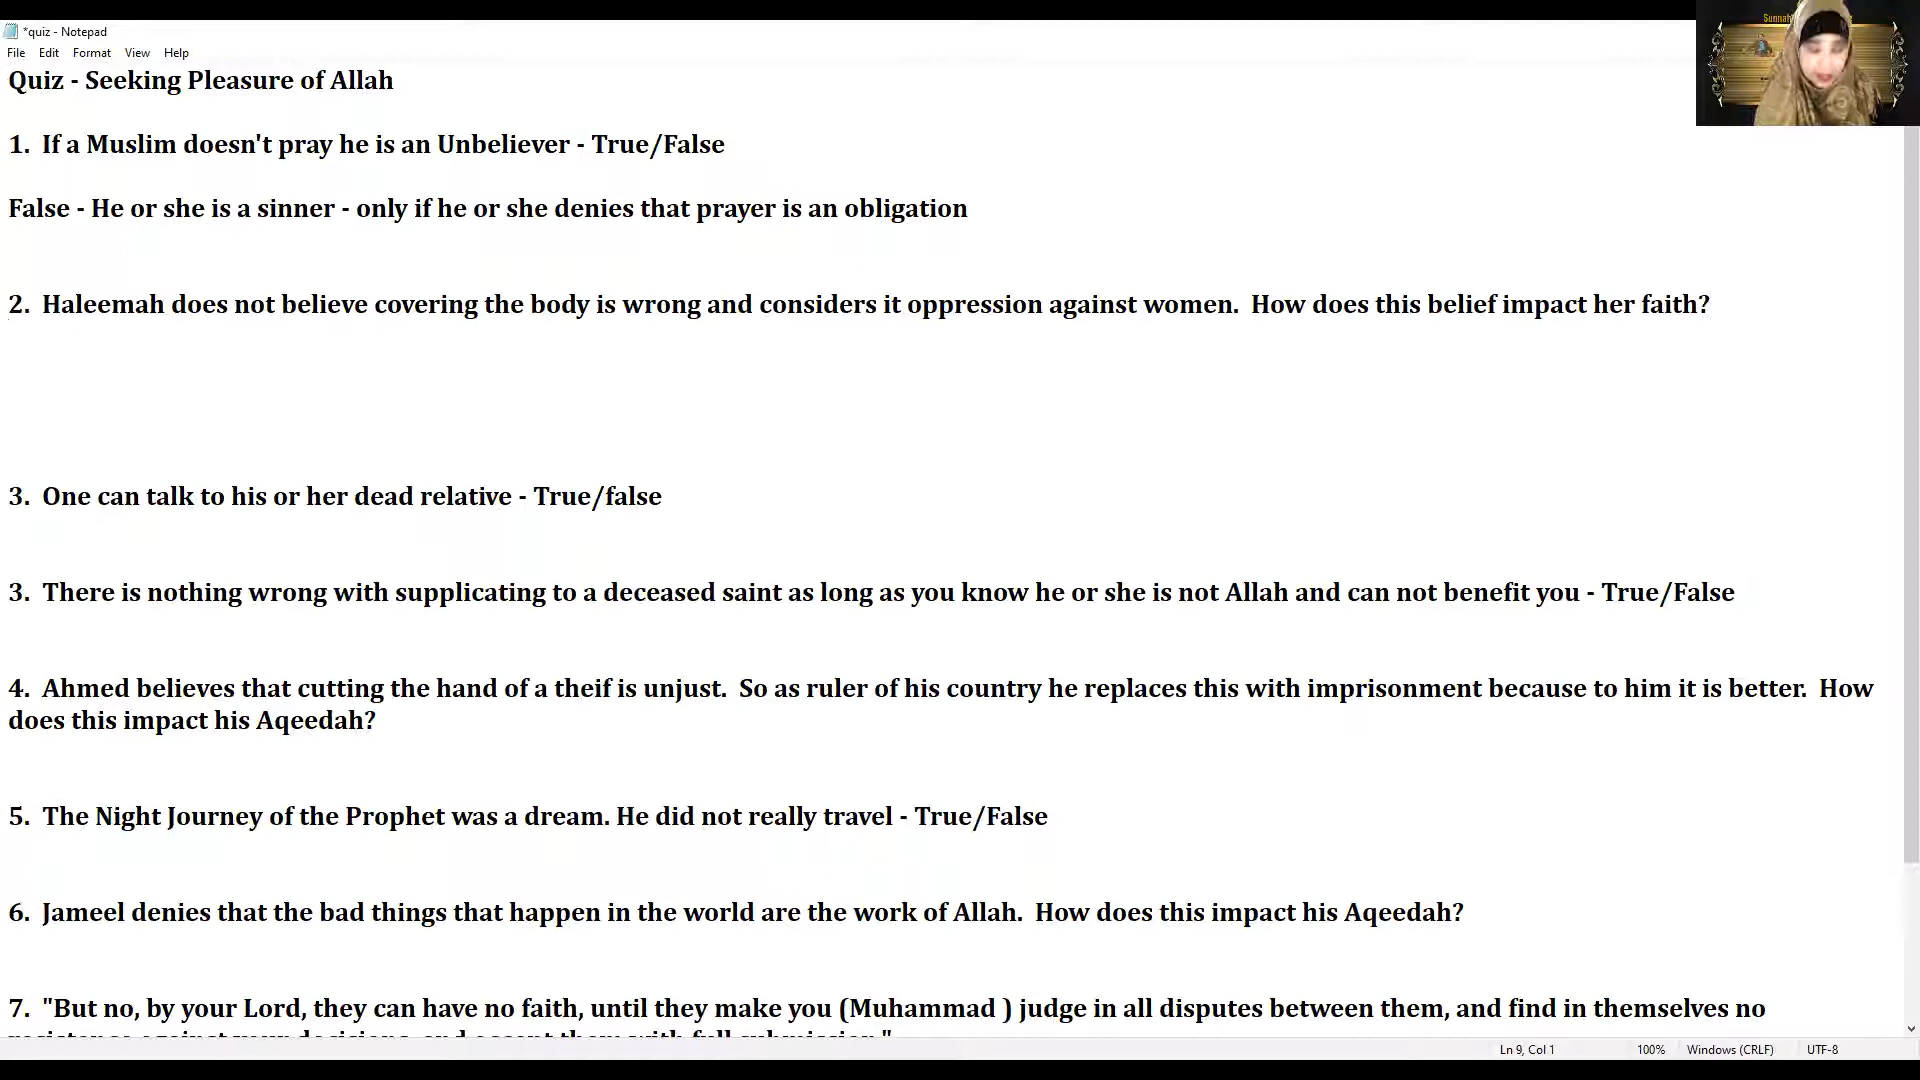 *quiz - Notepad
File Edit Format View Help
Quiz - Seeking Pleasure of Allah
1. If a Muslim doesn't pray he is an Unbeliever - True/False
False - He or she is a sinner - only if he or she denies that prayer is an obligation
2. Haleemah does not believe covering the body is wrong and considers it oppression against women. How does this belief impact her faith?
3. One can talk to his or her dead relative - True/false
3. There is nothing wrong with supplicating to a deceased saint as long as you know he or she is not Allah and can not benefit you - True/False
4. Ahmed believes that cutting the hand of a theif is unjust. So as ruler of his country he replaces this with imprisonment because to him it is better. How
does this impact his Aqeedah?
5. The Night Journey of the Prophet was a dream. He did not really travel - True/False
6. Jameel denies that the bad things that happen in the world are the work of Allah. How does this impact his Aqeedah?
7. "But no, by your Lord, they can have no faith, until they make you (Muhammad ) judge in all disputes between them, and find in themselves no
resistance against your decisions, and accept them with full submission"
Ln 9, Col 1 100% Windows (CRLF) UTF-8